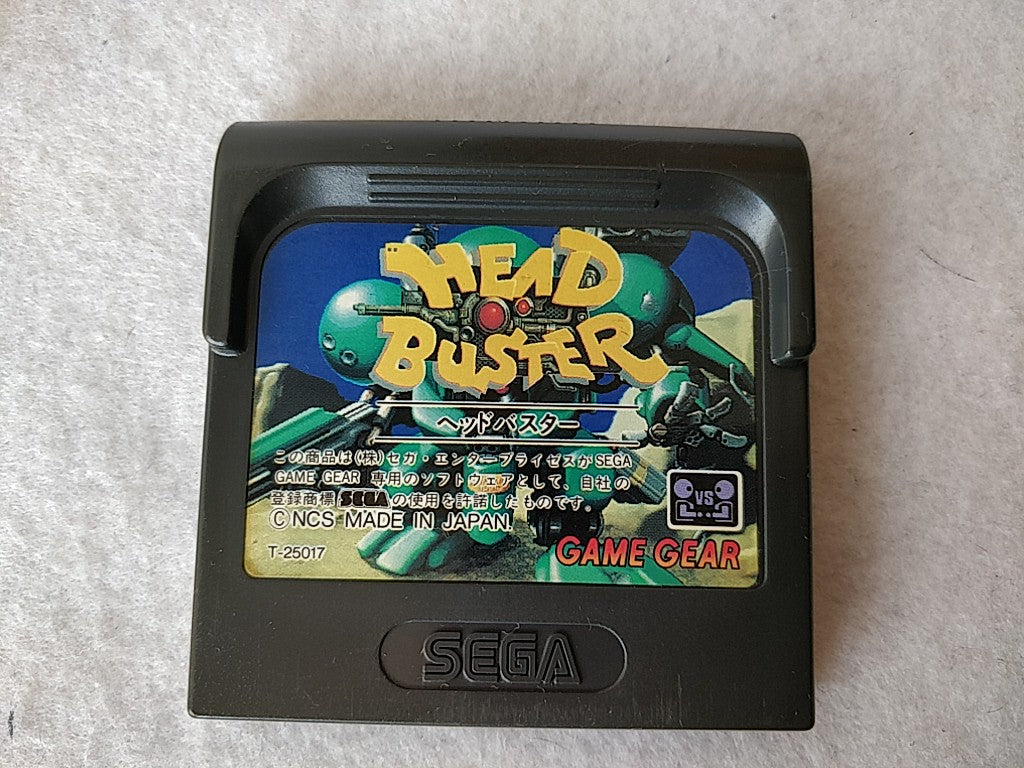 HEAD
BUSTER
ヘッドバスター
この商品は(株)セガ・エンタープライゼスがSEGA
GAME GEAR 専用のソフトウェアとして、自社の
登録商標 SEGA の使用を許諾したものです。
© NCS MADE IN JAPAN.
VS
T-25017
GAME GEAR
SEGA